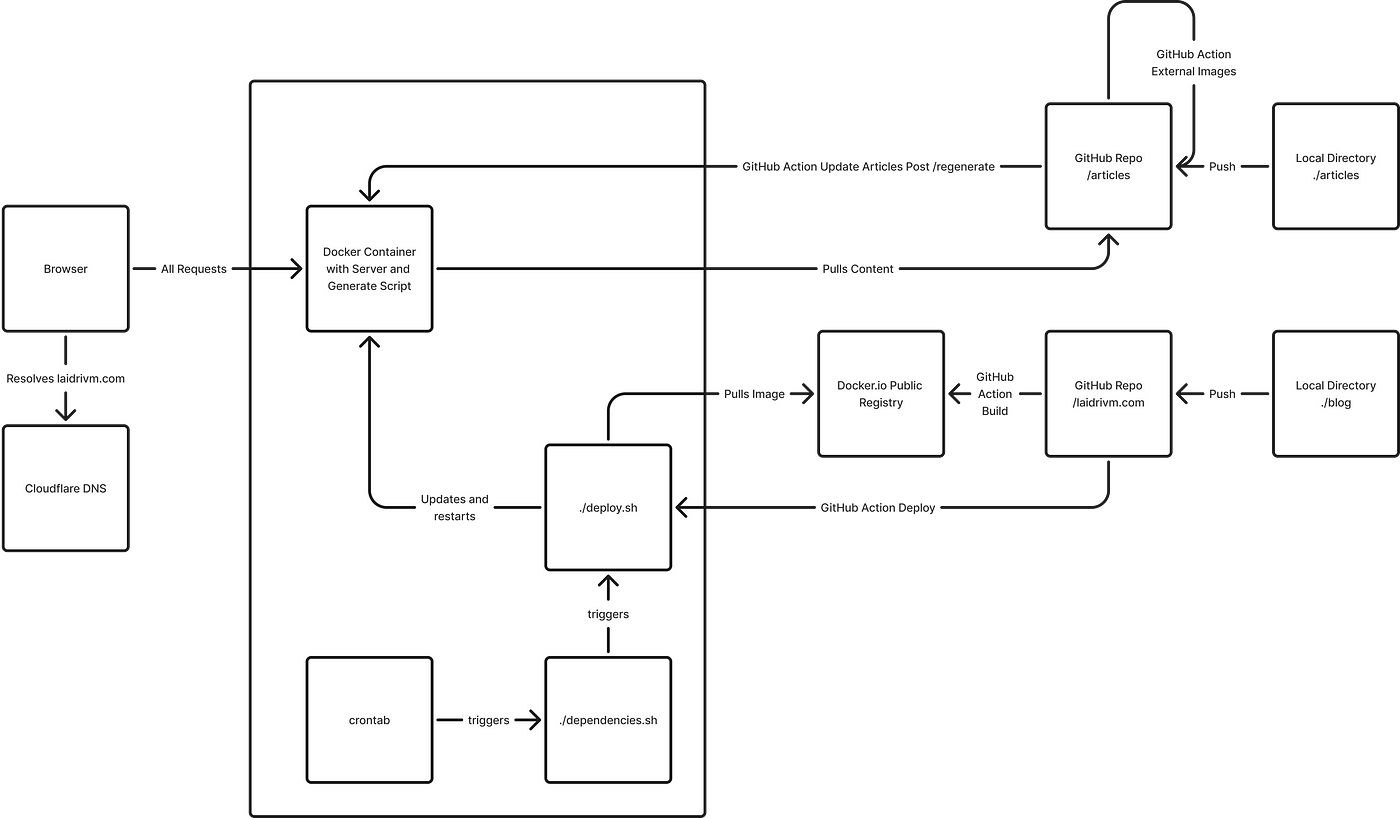 GitHub Action
External Images
GitHub Action Update Articles Post /regenerate
GitHub Repo
/articles
Push
Local Directory
./articles
Browser
All Requests
Docker Container
with Server and
Generate Script
Pulls Content
Resolves laidrivm.com
Cloudflare DNS
Pulls Image
Docker.io Public
Registry
GitHub
Action
Build
GitHub Repo
/laidrivm.com
Push
Local Directory
./blog
Updates and
restarts
./deploy.sh
GitHub Action Deploy
triggers
crontab
triggers
./dependencies.sh